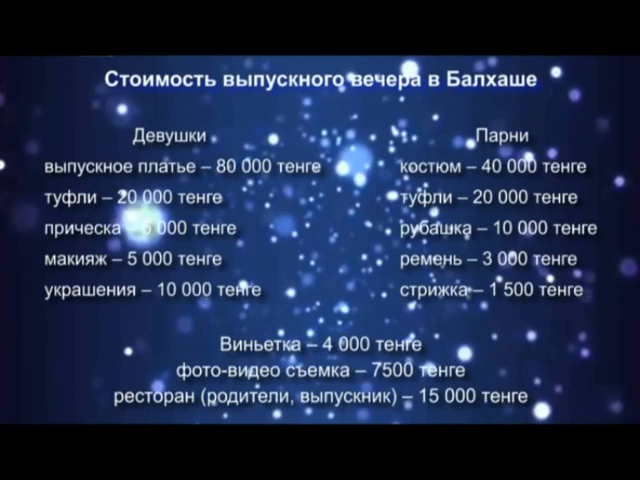 Стоимость выпускного вечера в Балхаше
Девушки
выпускное платье – 80 000 тенге
туфли – 20 000 тенге
прическа – 6 000 тенге
макияж – 5 000 тенге
украшения – 10 000 тенге
Парни
костюм – 40 000 тенге
туфли – 20 000 тенге
рубашка – 10 000 тенге
ремень – 3 000 тенге
стрижка – 1 500 тенге
Виньетка – 4 000 тенге
фото-видео съемка – 7500 тенге
ресторан (родители, выпускник) – 15 000 тенге